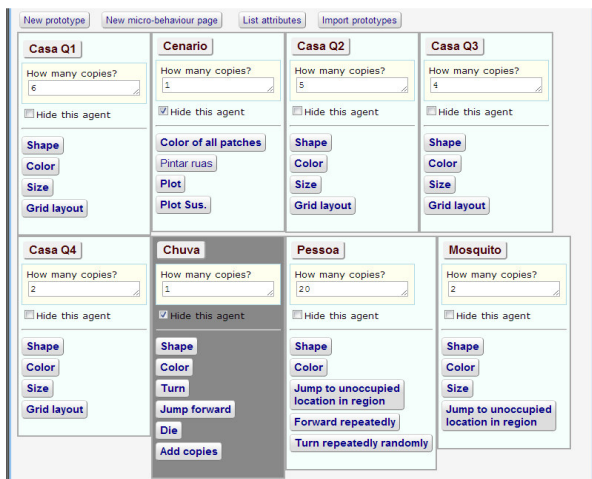 New prototype New micro-behaviour page List attributes Import prototypes
Casa Q1
How many copies?
6
Hide this agent
Shape
Color
Size
Grid layout
Cenario
How many copies?
1
Hide this agent
Color of all patches
Pintar ruas
Plot
Plot Sus.
Casa Q2
How many copies?
5
Hide this agent
Shape
Color
Size
Grid layout
Casa Q3
How many copies?
4
Hide this agent
Shape
Color
Size
Grid layout
Casa Q4
How many copies?
2
Hide this agent
Shape
Color
Size
Grid layout
Chuva
How many copies?
1
Hide this agent
Shape
Color
Turn
Jump forward
Die
Add copies
Pessoa
How many copies?
20
Hide this agent
Shape
Color
Jump to unoccupied
location in region
Forward repeatedly
Turn repeatedly randomly
Mosquito
How many copies?
2
Hide this agent
Shape
Color
Size
Jump to unoccupied
location in region